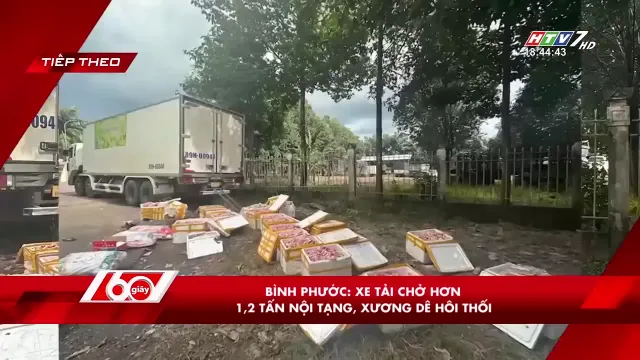 TIẾP THEO
HTV7 HD
18:44:43
094
60 giây
BÌNH PHƯỚC: XE TẢI CHỞ HƠN
1,2 TẤN NỘI TẠNG, XƯƠNG DÊ HÔI THỐI